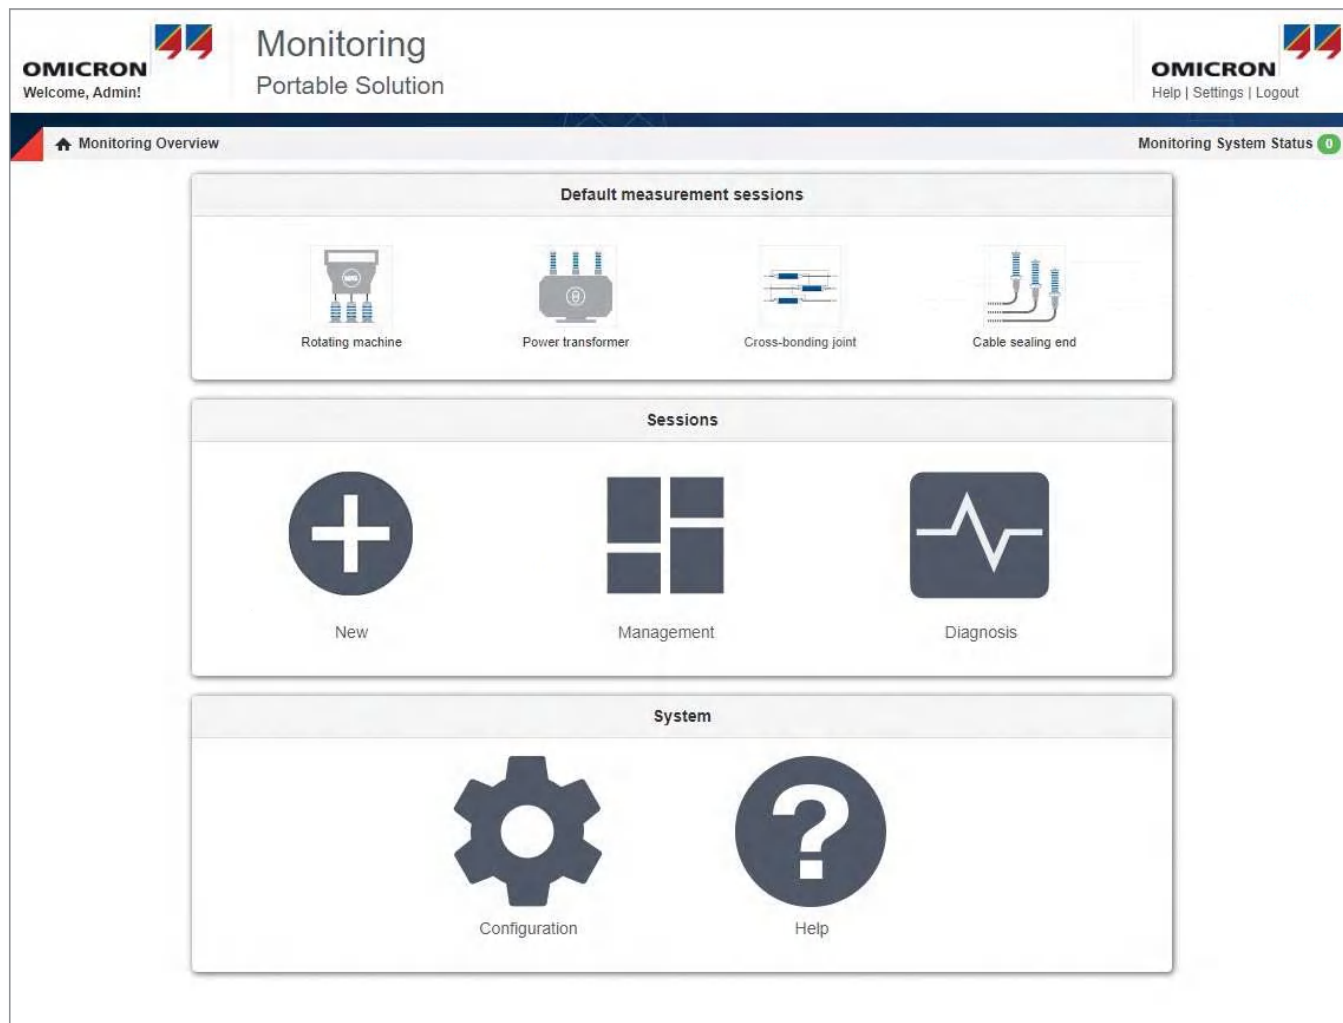 OMICRON
Welcome, Admin!
Monitoring
Portable Solution
OMICRON
Help | Settings | Logout
Monitoring Overview
Monitoring System Status 0
Default measurement sessions
Rotating machine
Power transformer
Cross-bonding joint
Cable sealing end
Sessions
New
Management
Diagnosis
System
?
Configuration
Help